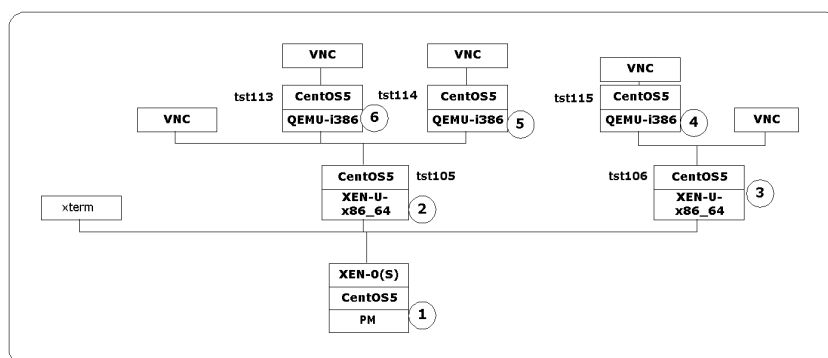 VNC
VNC
VNC
tst113
CentOS5
tst114
CentOS5
tst115
CentOS5
VNC
QEMU-i386
6
QEMU-i386
5
QEMU-i386
4
VNC
CentOS5
tst105
tst106
CentOS5
xterm
XEN-U-
x86_64
2
XEN-U-
x86_64
3
XEN-0(S)
CentOS5
PM
1